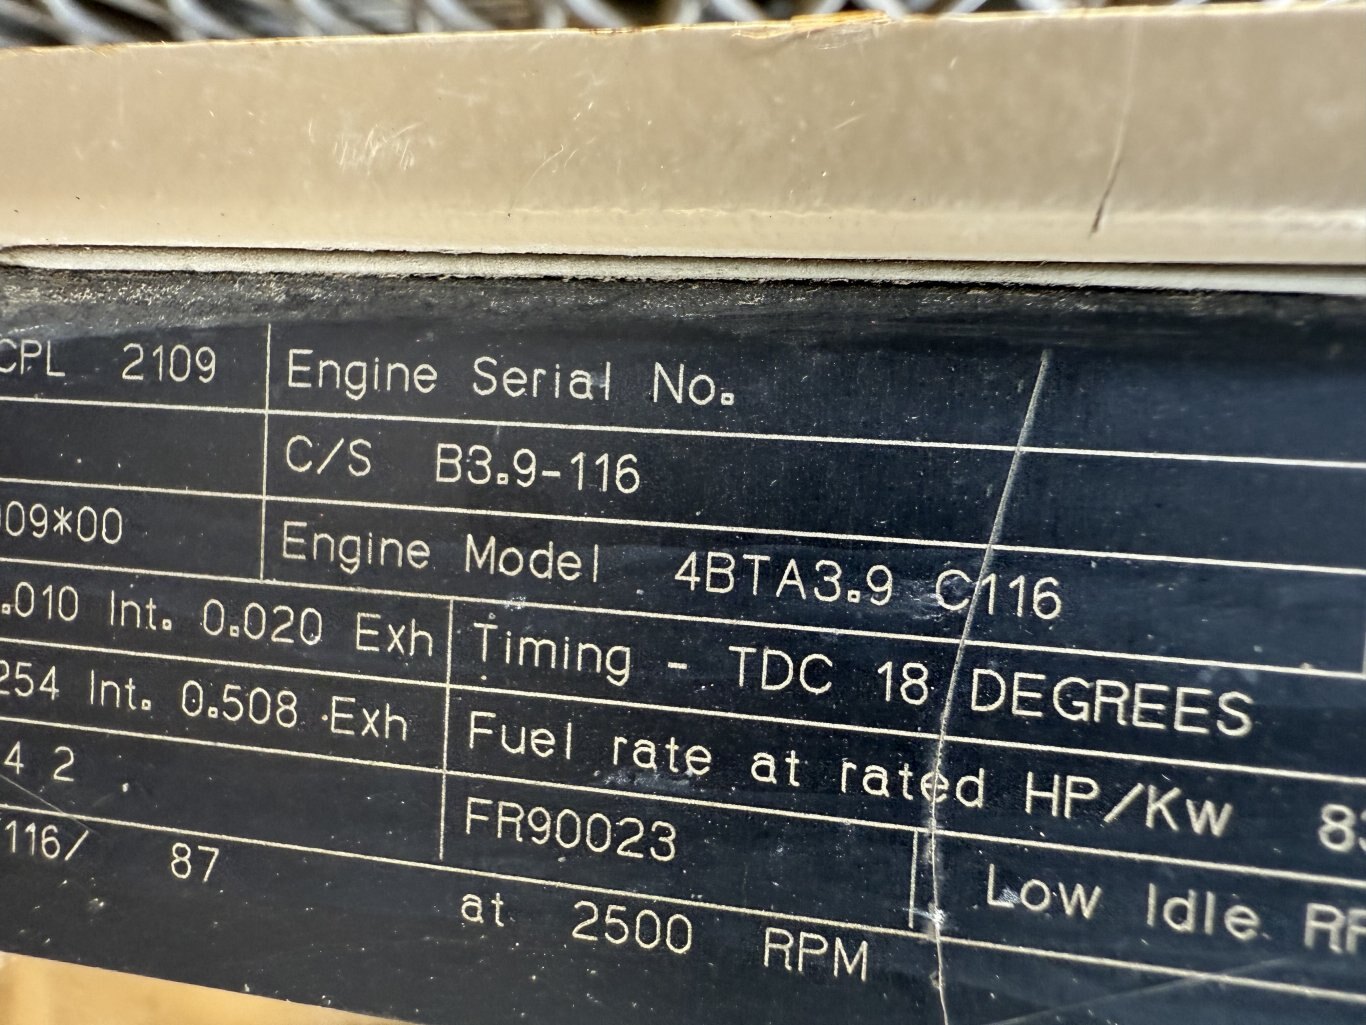 CPL 2109 Engine Serial No.
C/S B3.9-116
09*00 Engine Model 4BTA3.9 C116
.010 Int. 0.020 Exh Timing - TDC 18 DEGREES
254 Int. 0.508 Exh Fuel rate at rated HP/Kw 8
4 2 FR90023 Low Idle
116/ 87 at 2500 RPM